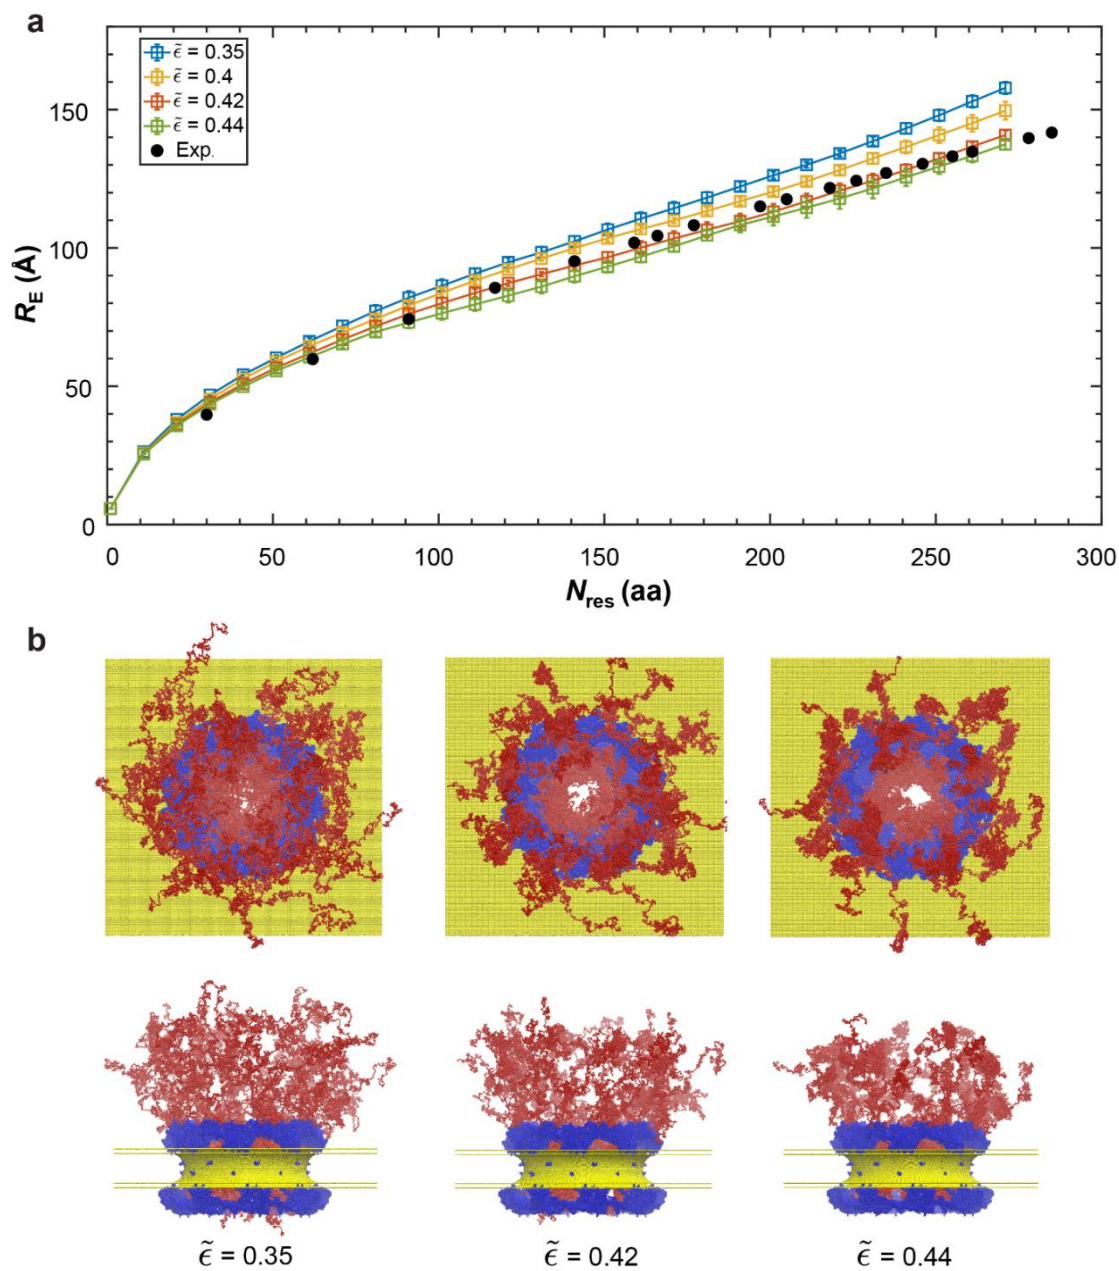 a
ϵ̃ = 0.35
ϵ̃ = 0.4
ϵ̃ = 0.42
ϵ̃ = 0.44
Exp.
150
100
50
0
R_E (Å)
0 50 100 150 200 250 300
N_res (aa)
b
ϵ̃ = 0.35 ϵ̃ = 0.42 ϵ̃ = 0.44